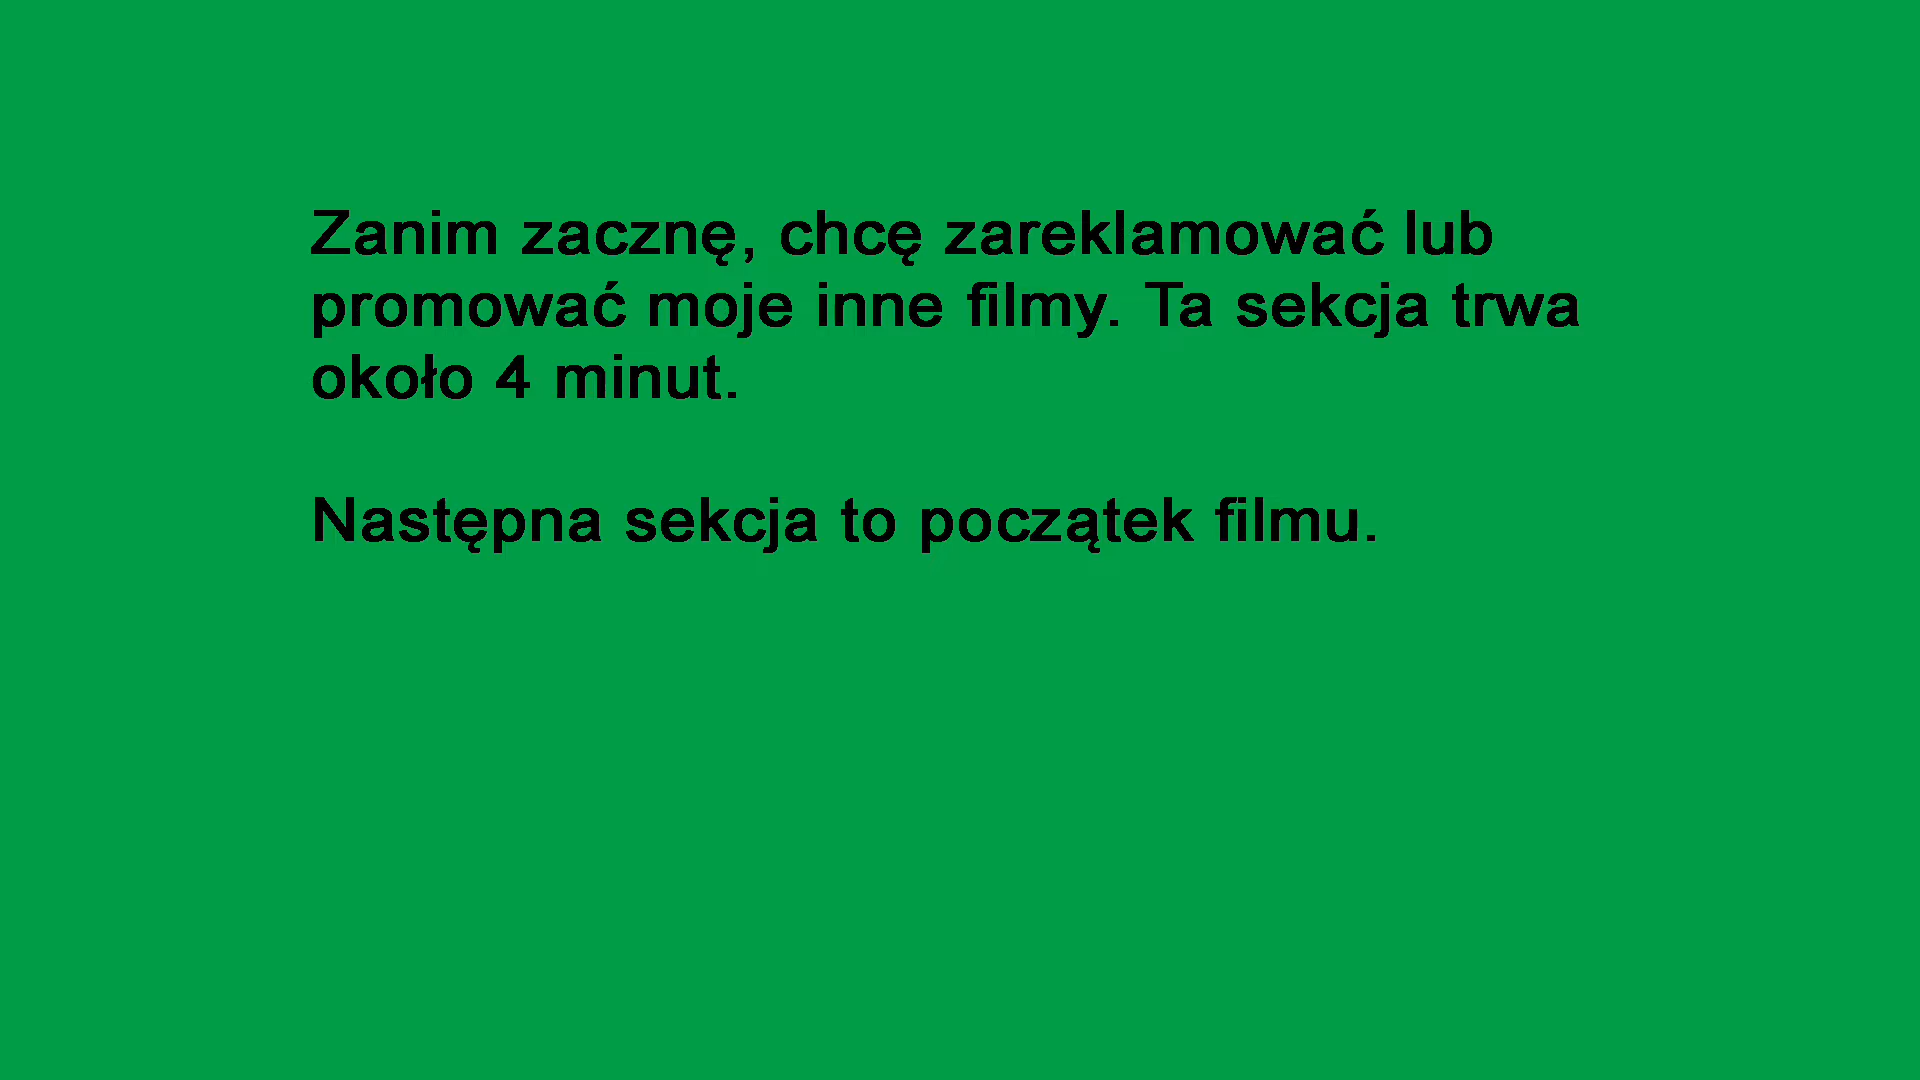 Zanim zacznę, chcę zareklamować lub
promować moje inne filmy. Ta sekcja trwa
około 4 minut.
Następna sekcja to początek filmu.